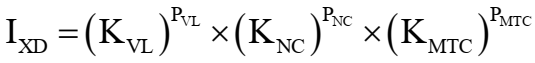 I_XD = (K_VL)^P_VL × (K_NC)^P_NC × (K_MTC)^P_MTC